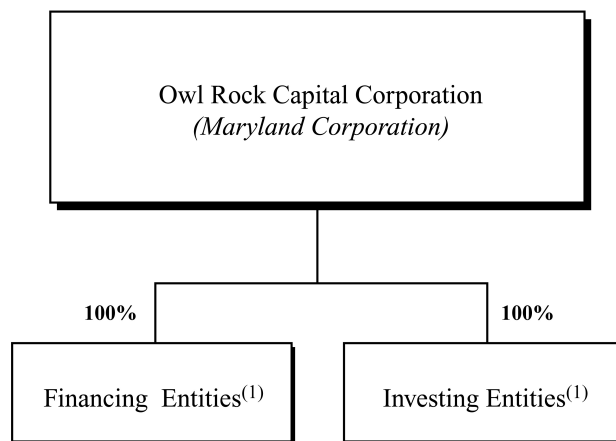 Owl Rock Capital Corporation
(Maryland Corporation)
100%
100%
Financing Entities(1)
Investing Entities(1)